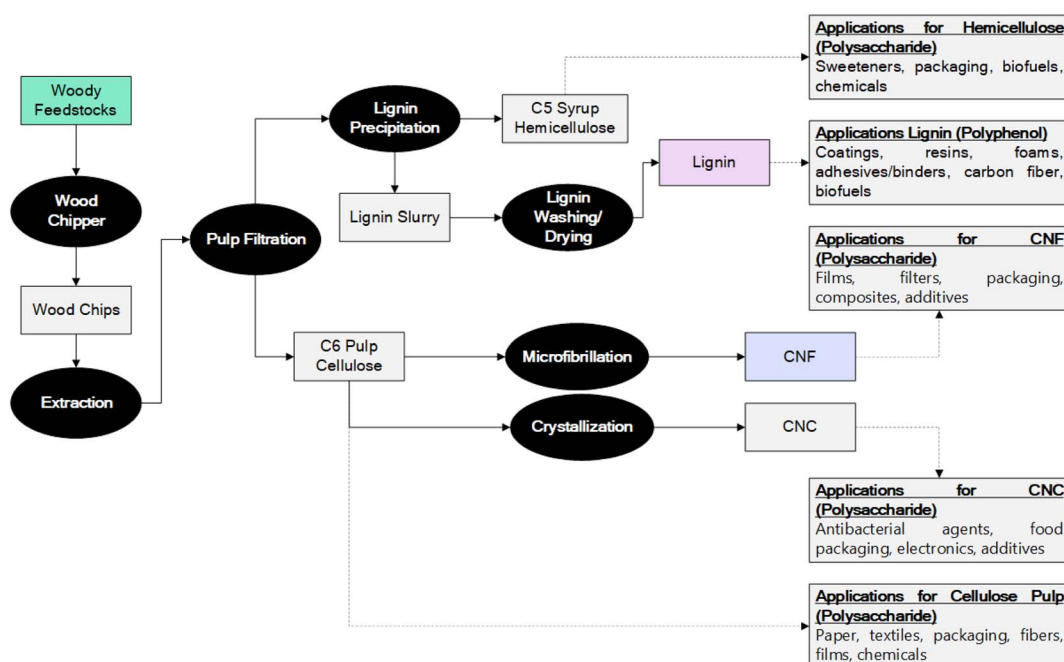 Woody
Feedstocks
Wood
Chipper
Wood Chips
Extraction
Pulp Filtration
Lignin
Precipitation
C5 Syrup
Hemicellulose
Lignin Slurry
Lignin
Washing/
Drying
Lignin
C6 Pulp
Cellulose
Microfibrillation
CNF
Crystallization
CNC
Applications for Hemicellulose
(Polysaccharide)
Sweeteners, packaging, biofuels,
chemicals
Applications Lignin (Polyphenol)
Coatings, resins, foams,
adhesives/binders, carbon fiber,
biofuels
Applications for CNF
(Polysaccharide)
Films, filters, packaging,
composites, additives
Applications for CNC
(Polysaccharide)
Antibacterial agents, food
packaging, electronics, additives
Applications for Cellulose Pulp
(Polysaccharide)
Paper, textiles, packaging, fibers,
films, chemicals